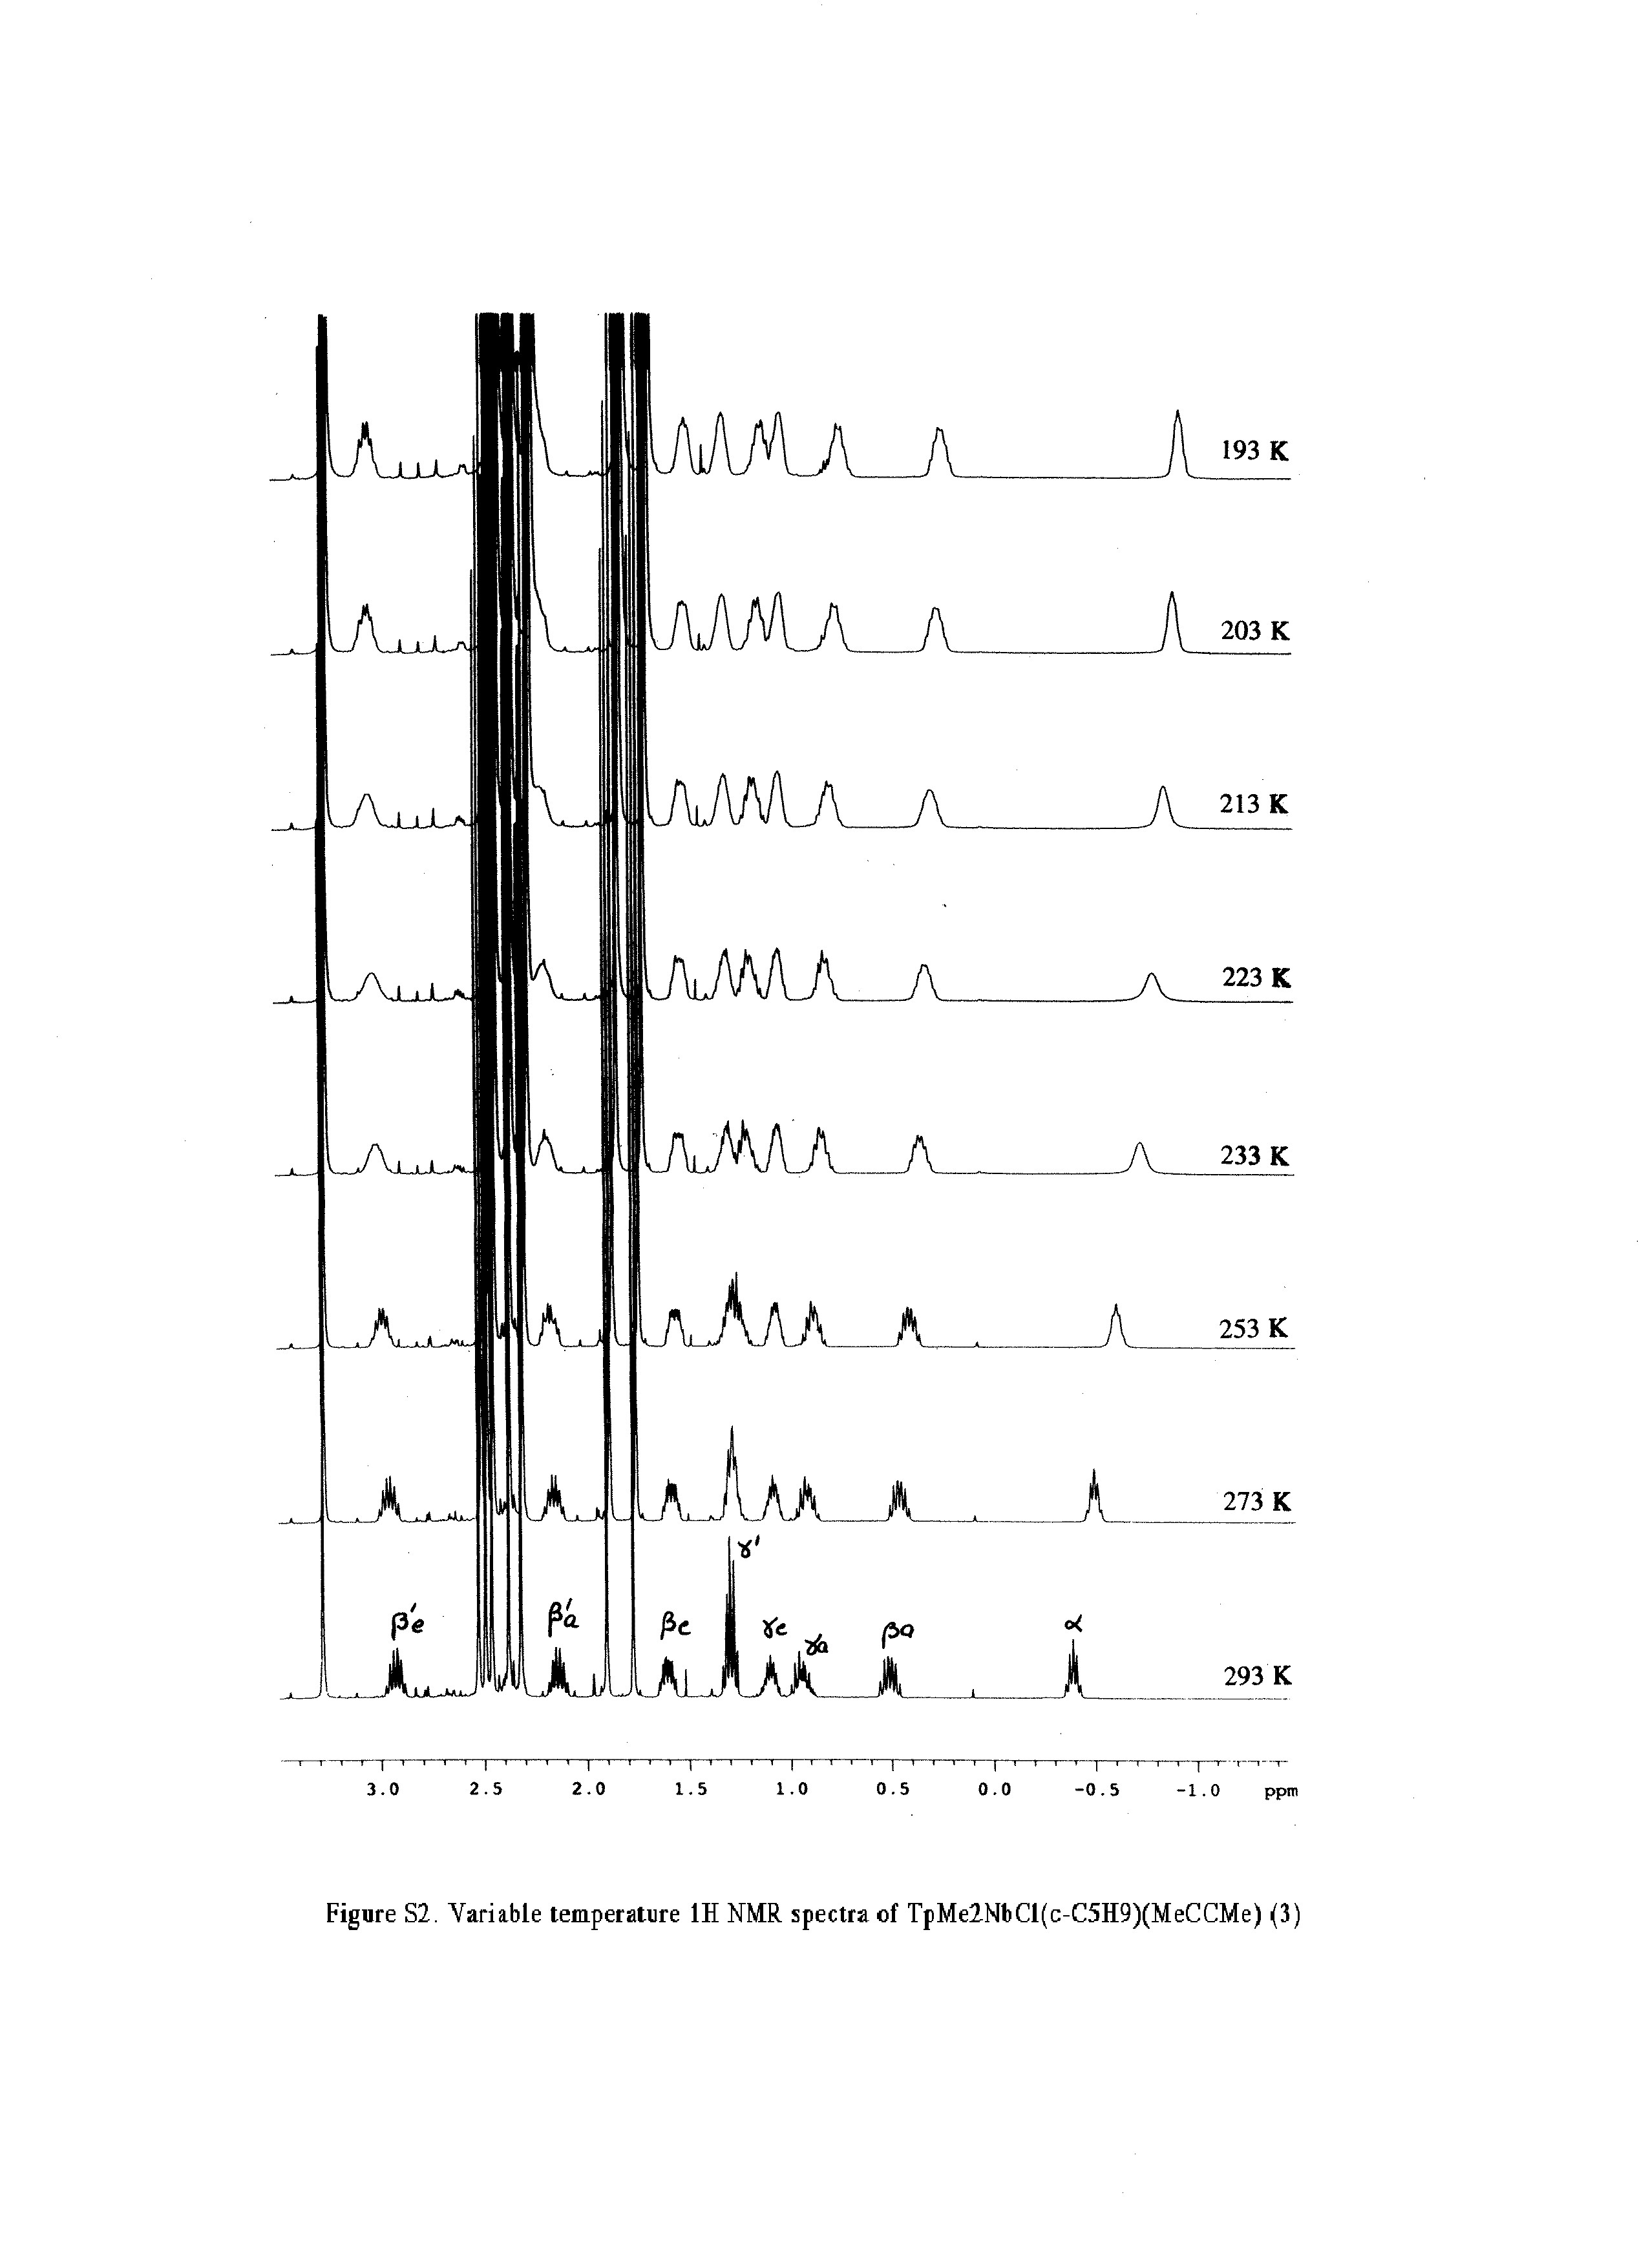 193 K
203 K
213 K
223 K
233 K
253 K
273 K
γ'
β'e β'a βe γe γa βa α
293 K
3.0 2.5 2.0 1.5 1.0 0.5 0.0 -0.5 -1.0 ppm
Figure S2. Variable temperature 1H NMR spectra of TpMe2NbCl(c-C5H9)(MeCCMe) (3)